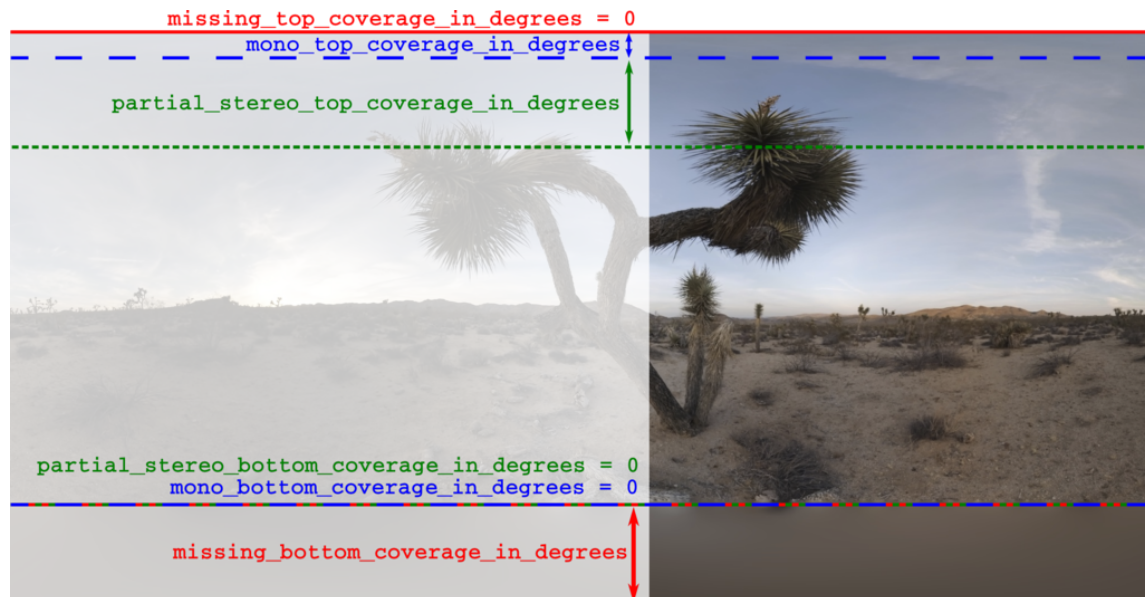 missing_top_coverage_in_degrees = 0
mono_top_coverage_in_degrees
partial_stereo_top_coverage_in_degrees
partial_stereo_bottom_coverage_in_degrees = 0
mono_bottom_coverage_in_degrees = 0
missing_bottom_coverage_in_degrees